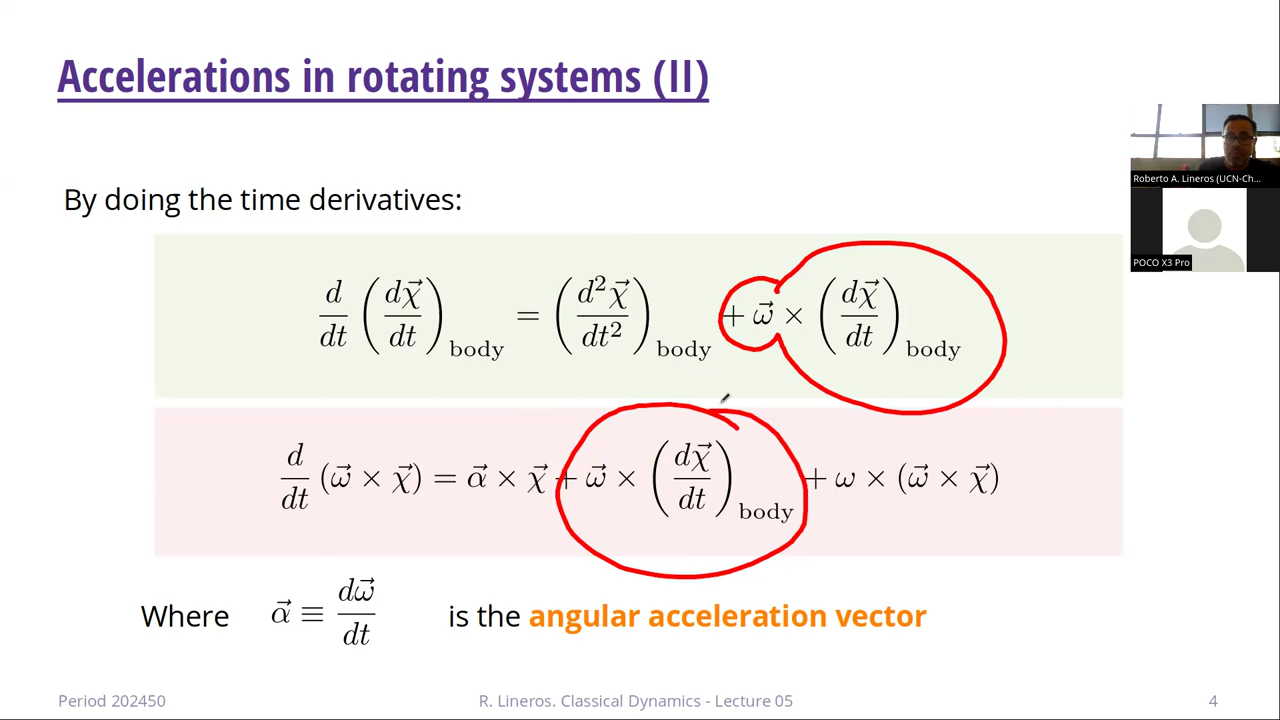 Accelerations in rotating systems (II)
By doing the time derivatives:
d/dt (dχ⃗/dt)_body = (d²χ⃗/dt²)_body + ω⃗ × (dχ⃗/dt)_body
d/dt (ω⃗ × χ⃗) = α⃗ × χ⃗ + ω⃗ × (dχ⃗/dt)_body + ω × (ω⃗ × χ⃗)
Where α⃗ ≡ dω⃗/dt is the angular acceleration vector
Roberto A. Lineros (UCN-Ch...
POCO X3 Pro
Period 202450
R. Lineros. Classical Dynamics - Lecture 05
4